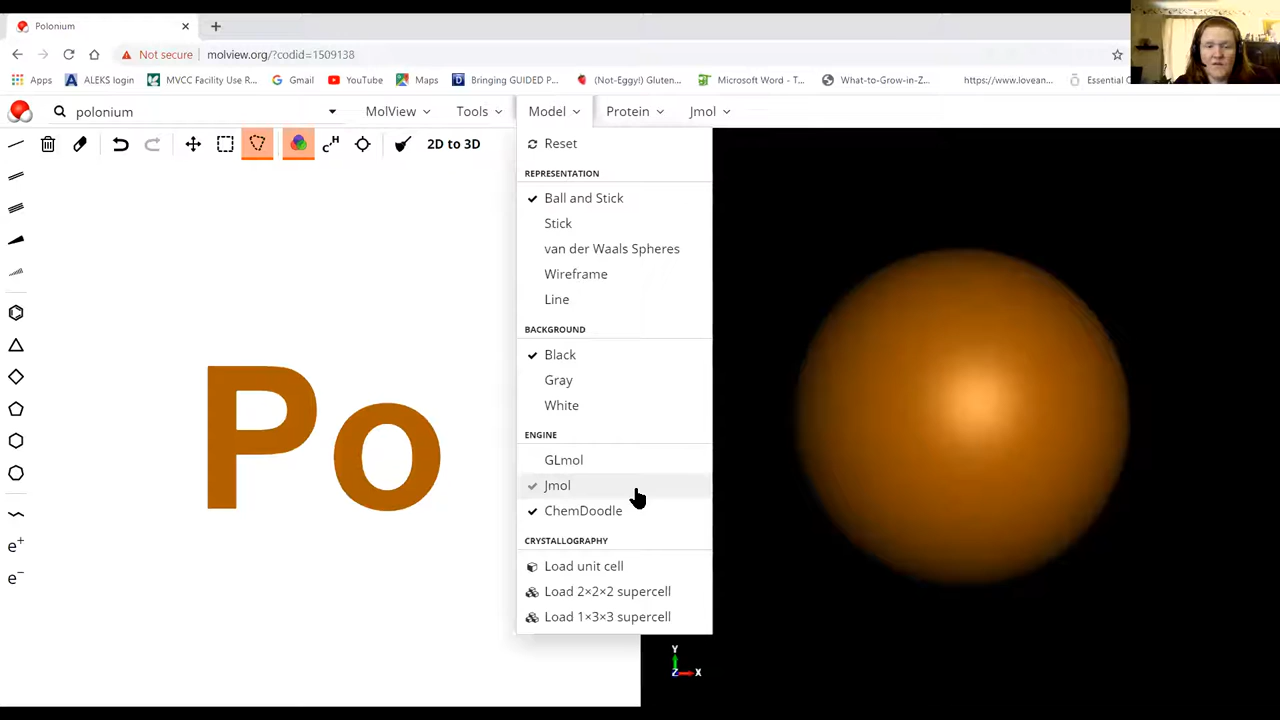 Polonium
Not secure molview.org/?codid=1509138
Apps ALEKS login MVCC Facility Use R... Gmail YouTube Maps Bringing GUIDED P... (Not-Eggy!) Gluten... Microsoft Word - T... What-to-Grow-in-Z... https://www.lovean... Essential
polonium MolView Tools Model Protein Jmol
C H 2D to 3D
Reset
REPRESENTATION
Ball and Stick
Stick
van der Waals Spheres
Wireframe
Line
BACKGROUND
Black
Gray
White
ENGINE
GLmol
Jmol
ChemDoodle
CRYSTALLOGRAPHY
Load unit cell
Load 2×2×2 supercell
Load 1×3×3 supercell
Po
e+
e−
Y
Z X